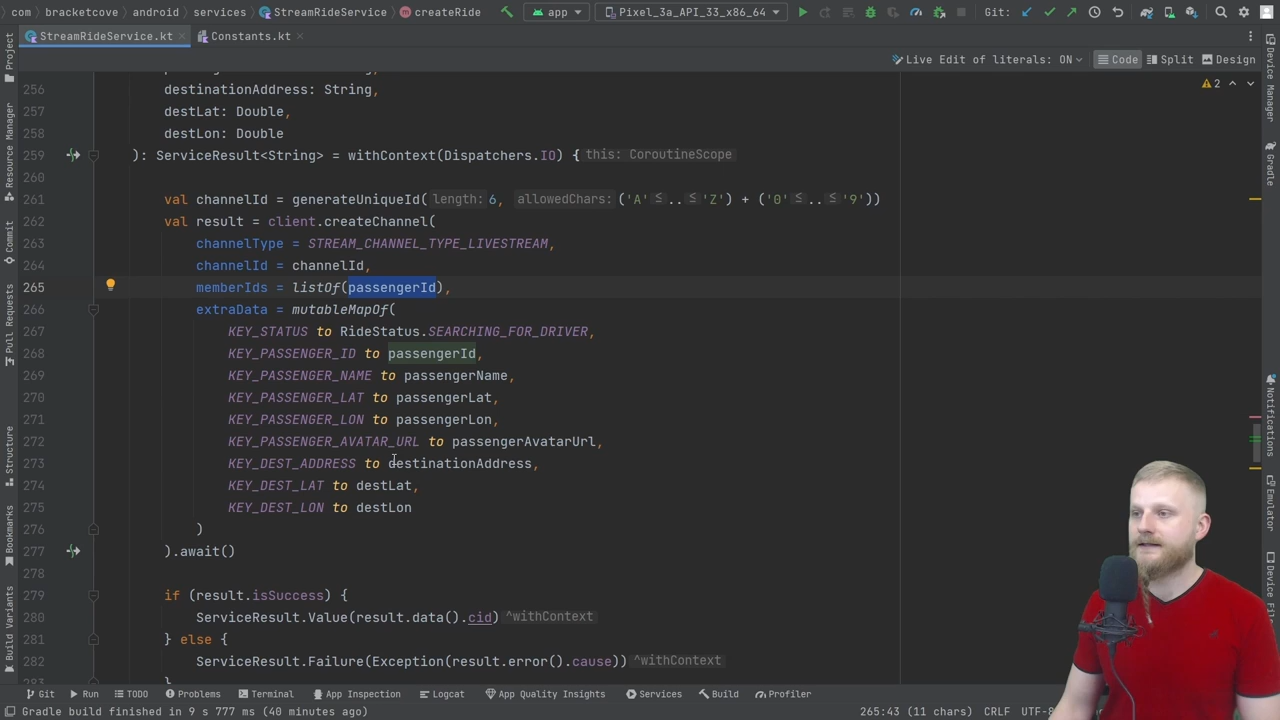 com bracketcove android services StreamRideService createRide app Pixel_3a_API_33_x86_64 Git:
StreamRideService.kt Constants.kt
Live Edit of literals: ON Code Split Design
256 destinationAddress: String, 2
257 destLat: Double,
258 destLon: Double
259 ): ServiceResult<String> = withContext(Dispatchers.IO) { this: CoroutineScope
260
261 val channelId = generateUniqueId( length: 6, allowedChars: ('A' ≤ .. ≤ 'Z') + ('0' ≤ .. ≤ '9'))
262 val result = client.createChannel(
263 channelType = STREAM_CHANNEL_TYPE_LIVESTREAM,
264 channelId = channelId,
265 memberIds = listOf(passengerId),
266 extraData = mutableMapOf(
267 KEY_STATUS to RideStatus.SEARCHING_FOR_DRIVER,
268 KEY_PASSENGER_ID to passengerId,
269 KEY_PASSENGER_NAME to passengerName,
270 KEY_PASSENGER_LAT to passengerLat,
271 KEY_PASSENGER_LON to passengerLon,
272 KEY_PASSENGER_AVATAR_URL to passengerAvatarUrl,
273 KEY_DEST_ADDRESS to destinationAddress,
274 KEY_DEST_LAT to destLat,
275 KEY_DEST_LON to destLon
276 )
277 ).await()
278
279 if (result.isSuccess) {
280 ServiceResult.Value(result.data().cid) ^withContext
281 } else {
282 ServiceResult.Failure(Exception(result.error().cause)) ^withContext
283 }
Project
Resource Manager
Commit
Pull Requests
Structure
Bookmarks
Build Variants
Device Manager
Gradle
Notifications
Emulator
Git Run TODO Problems Terminal App Inspection Logcat App Quality Insights Services Build Profiler
Gradle build finished in 9 s 777 ms (40 minutes ago) 265:43 (11 chars) CRLF